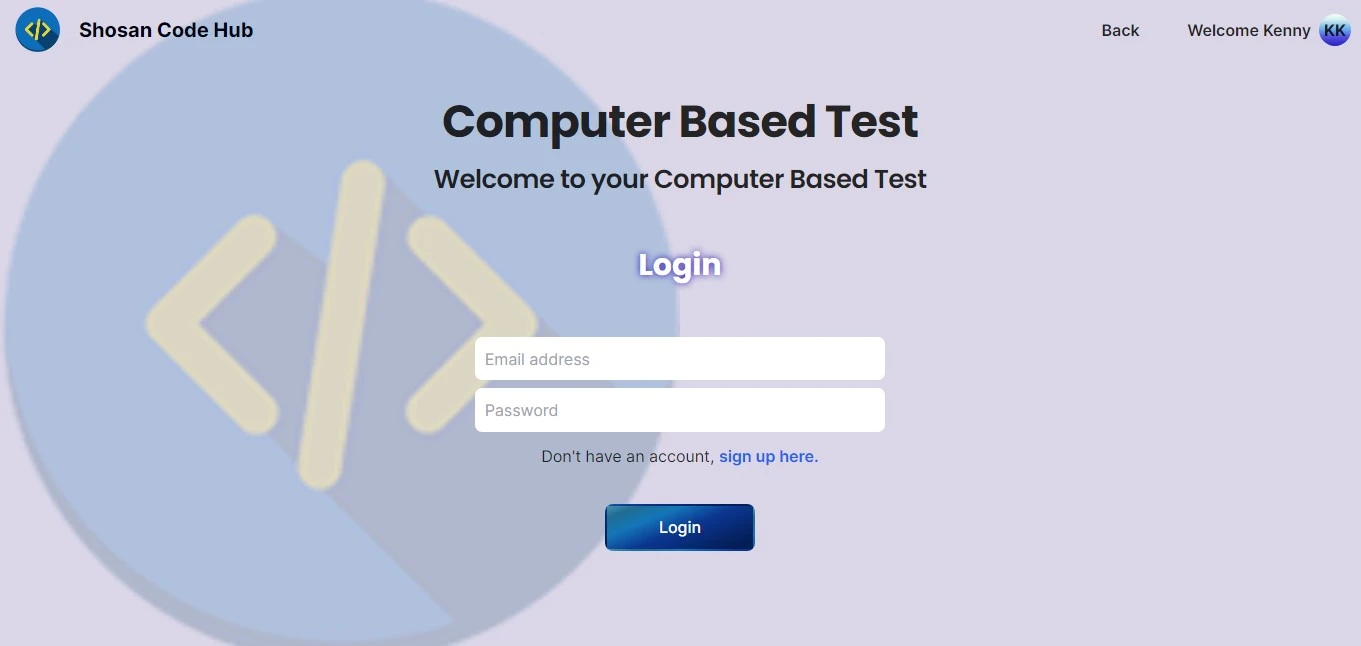 Shosan Code Hub
Back
Welcome Kenny
KK
Computer Based Test
Welcome to your Computer Based Test
Login
Email address
Password
Don't have an account, sign up here.
Login